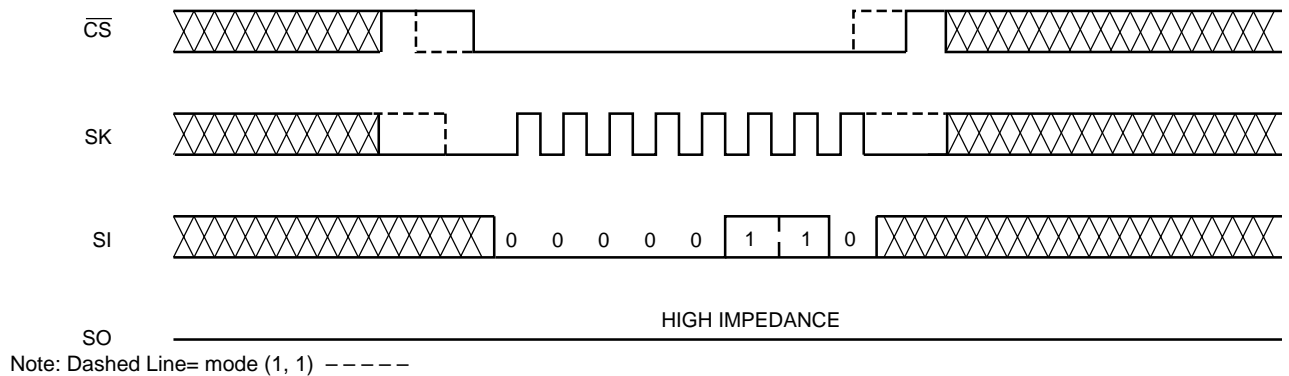 CS
SK
SI
0 0 0 0 0 1 1 0
HIGH IMPEDANCE
SO
Note: Dashed Line= mode (1, 1) – – – – –